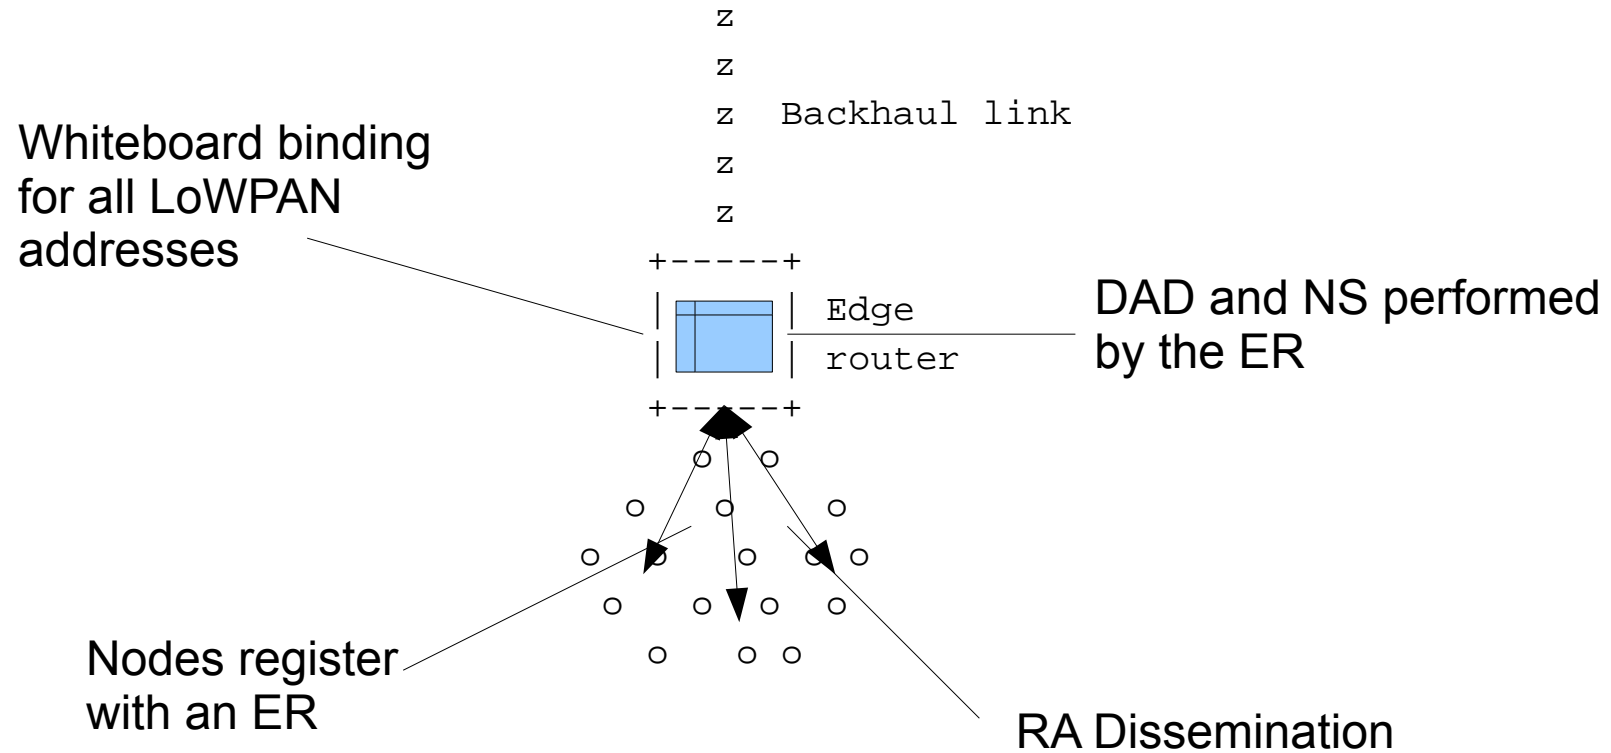 z
z
z Backhaul link
z
z
Whiteboard binding
for all LoWPAN
addresses
+------+
| | Edge
| | router
+------+
DAD and NS performed
by the ER
o o
o o o
o o o o o
o o o o
o o o
Nodes register
with an ER
RA Dissemination